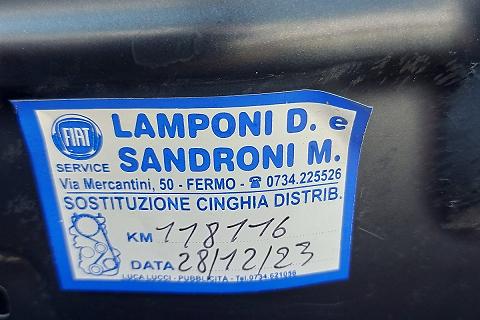 FIAT
SERVICE
LAMPONI D. e
SANDRONI M.
Via Mercantini, 50 - FERMO - ☎ 0734.225526
SOSTITUZIONE CINGHIA DISTRIB.
KM 118116
DATA 28/12/23
LUCA LUCCI - PUBBLICITÀ - Tel. 0734.621036